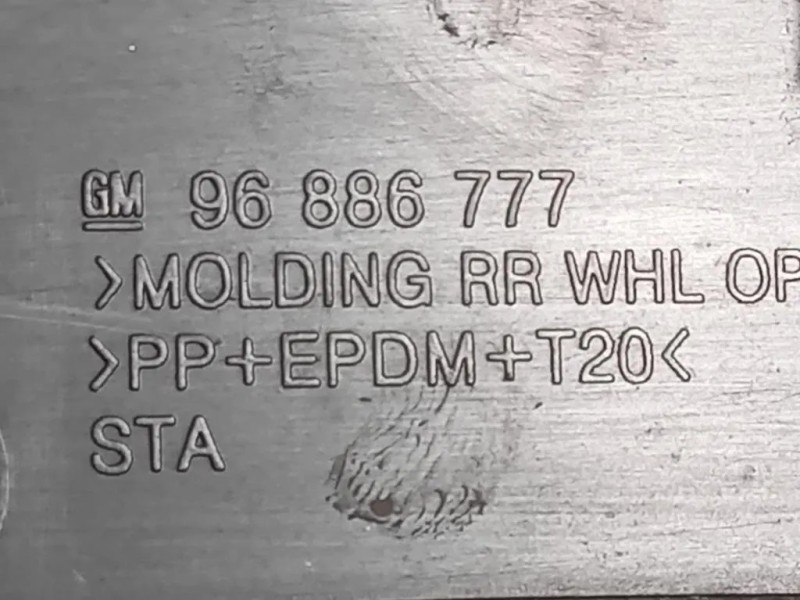 GM 96 886 777
>MOLDING RR WHL OP
>PP+EPDM+T20<
STA